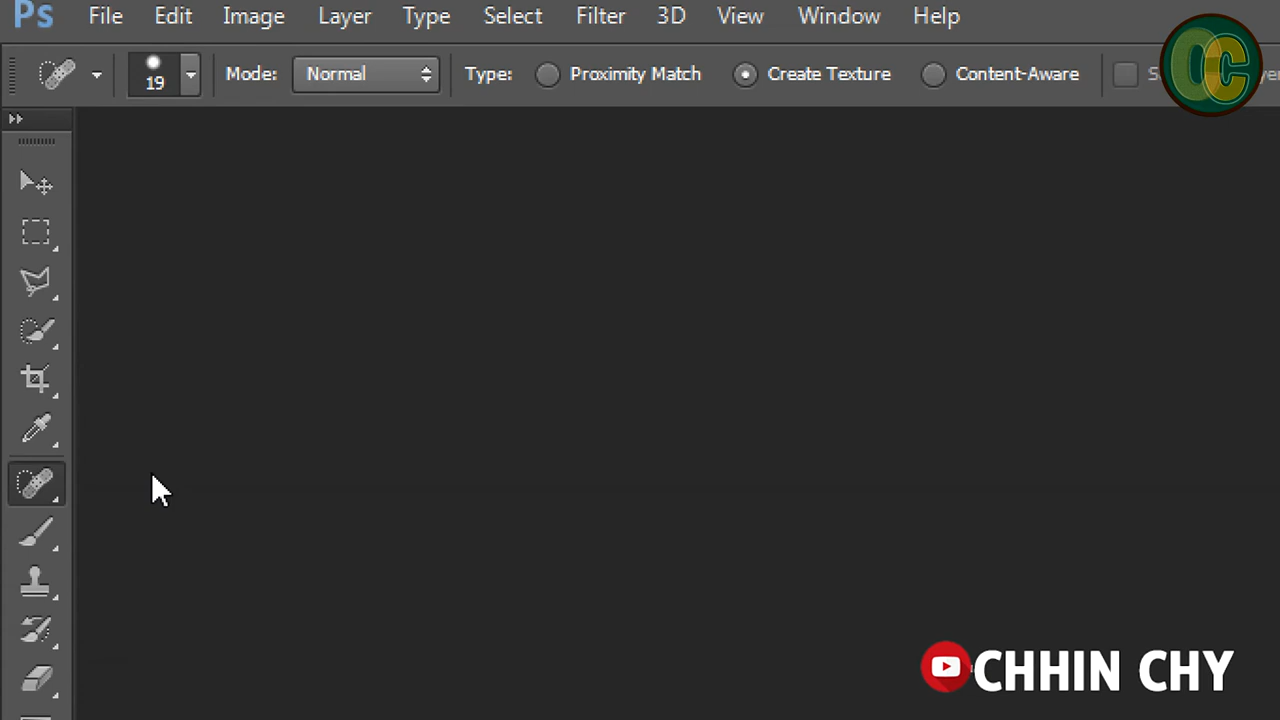 Ps File Edit Image Layer Type Select Filter 3D View Window Help
19 Mode: Normal Type: Proximity Match Create Texture Content-Aware
CHHIN CHY